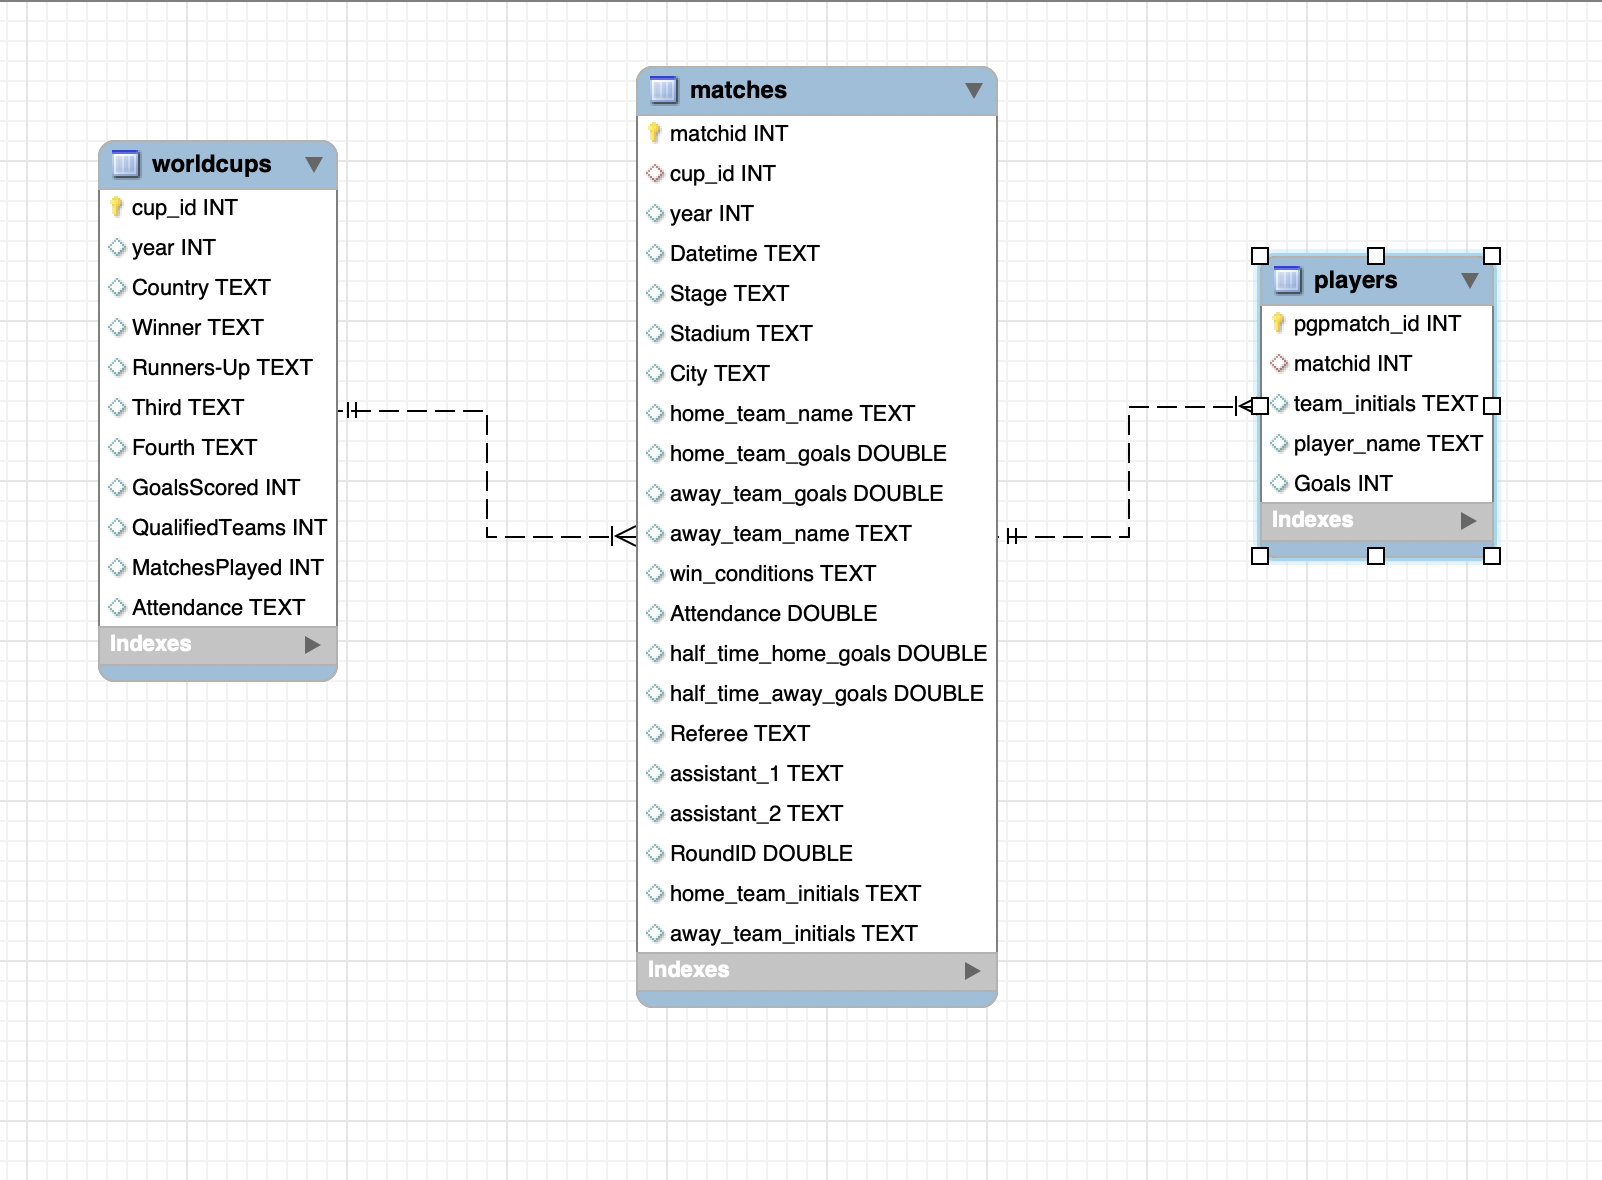 worldcups
cup_id INT
year INT
Country TEXT
Winner TEXT
Runners-Up TEXT
Third TEXT
Fourth TEXT
GoalsScored INT
QualifiedTeams INT
MatchesPlayed INT
Attendance TEXT
Indexes
matches
matchid INT
cup_id INT
year INT
Datetime TEXT
Stage TEXT
Stadium TEXT
City TEXT
home_team_name TEXT
home_team_goals DOUBLE
away_team_goals DOUBLE
away_team_name TEXT
win_conditions TEXT
Attendance DOUBLE
half_time_home_goals DOUBLE
half_time_away_goals DOUBLE
Referee TEXT
assistant_1 TEXT
assistant_2 TEXT
RoundID DOUBLE
home_team_initials TEXT
away_team_initials TEXT
Indexes
players
pgpmatch_id INT
matchid INT
team_initials TEXT
player_name TEXT
Goals INT
Indexes